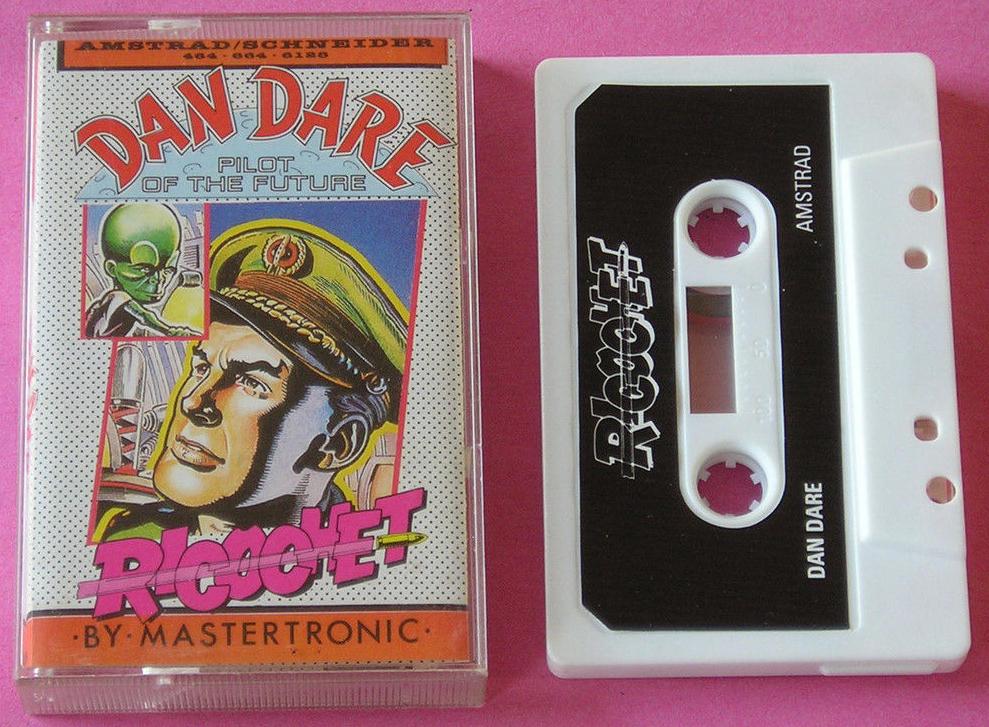 AMSTRAD/SCHNEIDER
464·664·6128
DAN DARE
PILOT
OF THE FUTURE
RICOCHET
·BY·MASTERTRONIC·
RICOCHET
AMSTRAD
DAN DARE